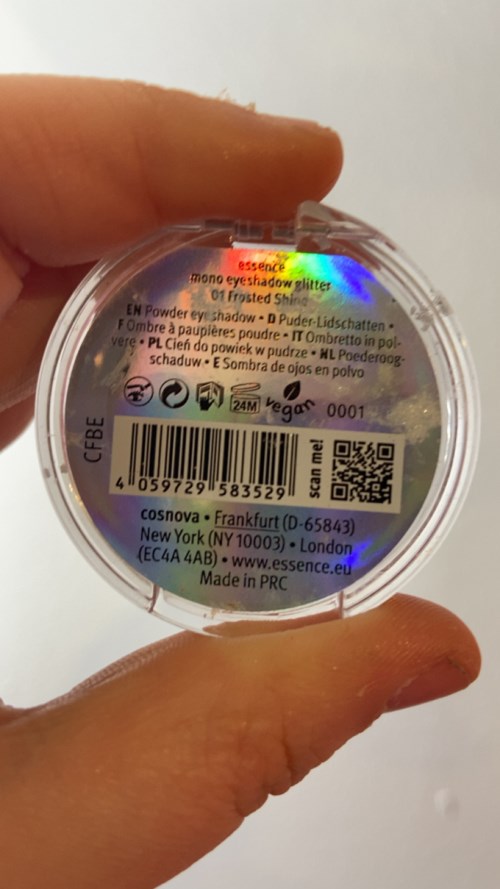 essence
mono eyeshadow glitter
01 Frosted Shine
EN Powder eyeshadow • D Puder-Lidschatten •
F Ombre à paupières poudre • IT Ombretto in pol-
vere • PL Cień do powiek w pudrze • NL Poederoog-
schaduw • E Sombra de ojos en polvo
24M vegan 0001
CFBE
4 059729 583529
scan me!
cosnova • Frankfurt (D-65843)
New York (NY 10003) • London
(EC4A 4AB) • www.essence.eu
Made in PRC